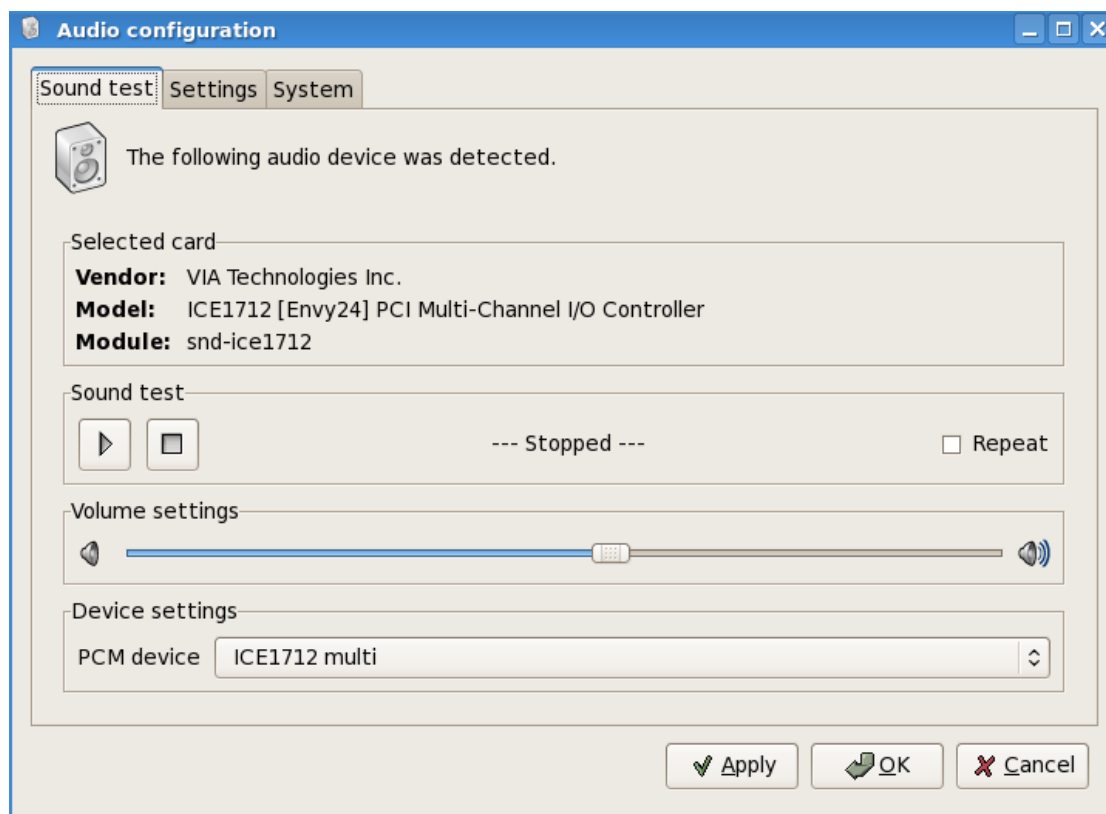 Audio configuration
Sound test Settings System
The following audio device was detected.
Selected card
Vendor: VIA Technologies Inc.
Model: ICE1712 [Envy24] PCI Multi-Channel I/O Controller
Module: snd-ice1712
Sound test
--- Stopped --- Repeat
Volume settings
Device settings
PCM device ICE1712 multi
Apply OK Cancel